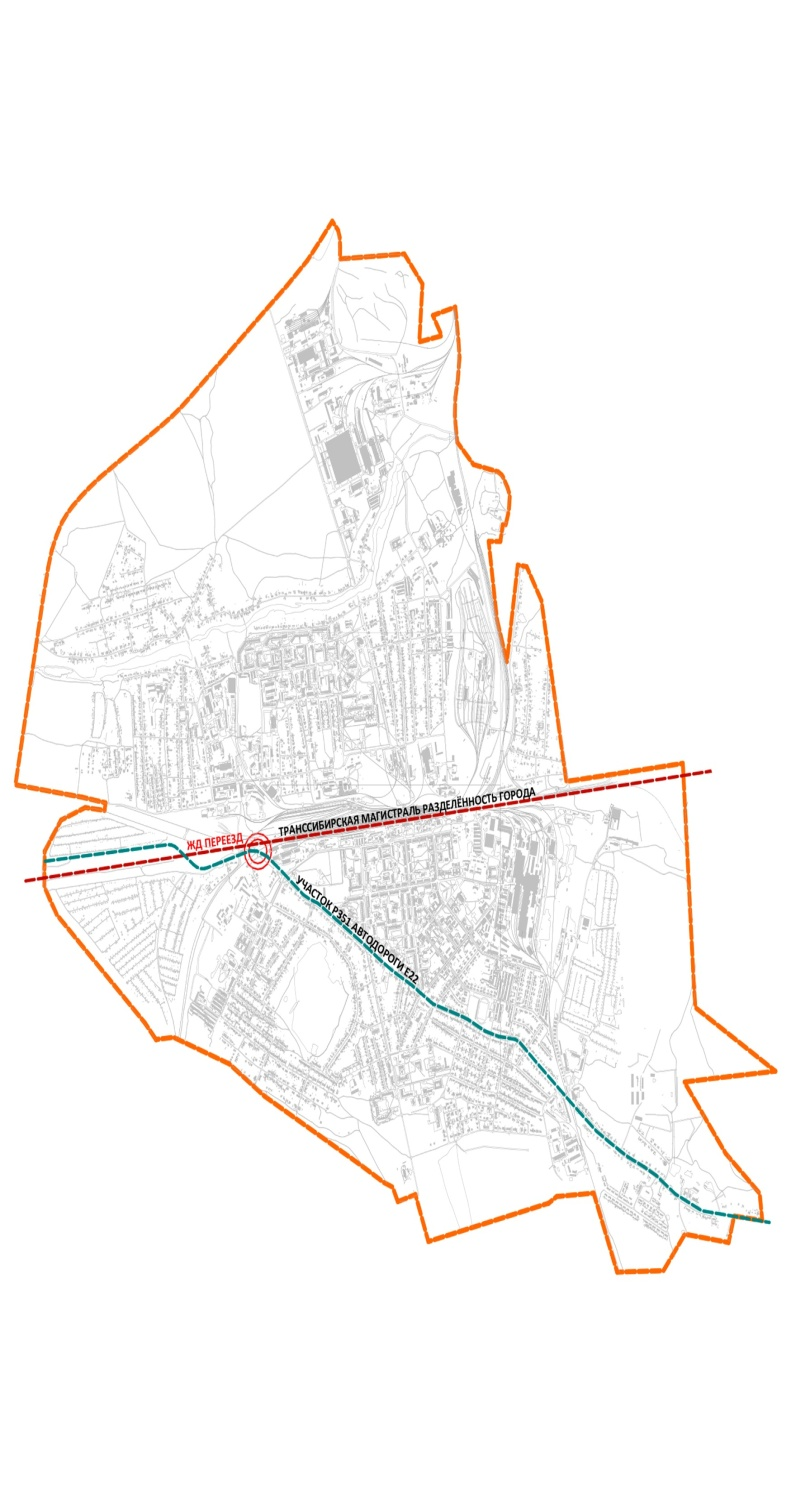 ТРАНССИБИРСКАЯ МАГИСТРАЛЬ РАЗДЕЛЁННОСТЬ ГОРОДА
ЖД ПЕРЕЕЗД
УЧАСТОК Р351 АВТОДОРОГИ Е22